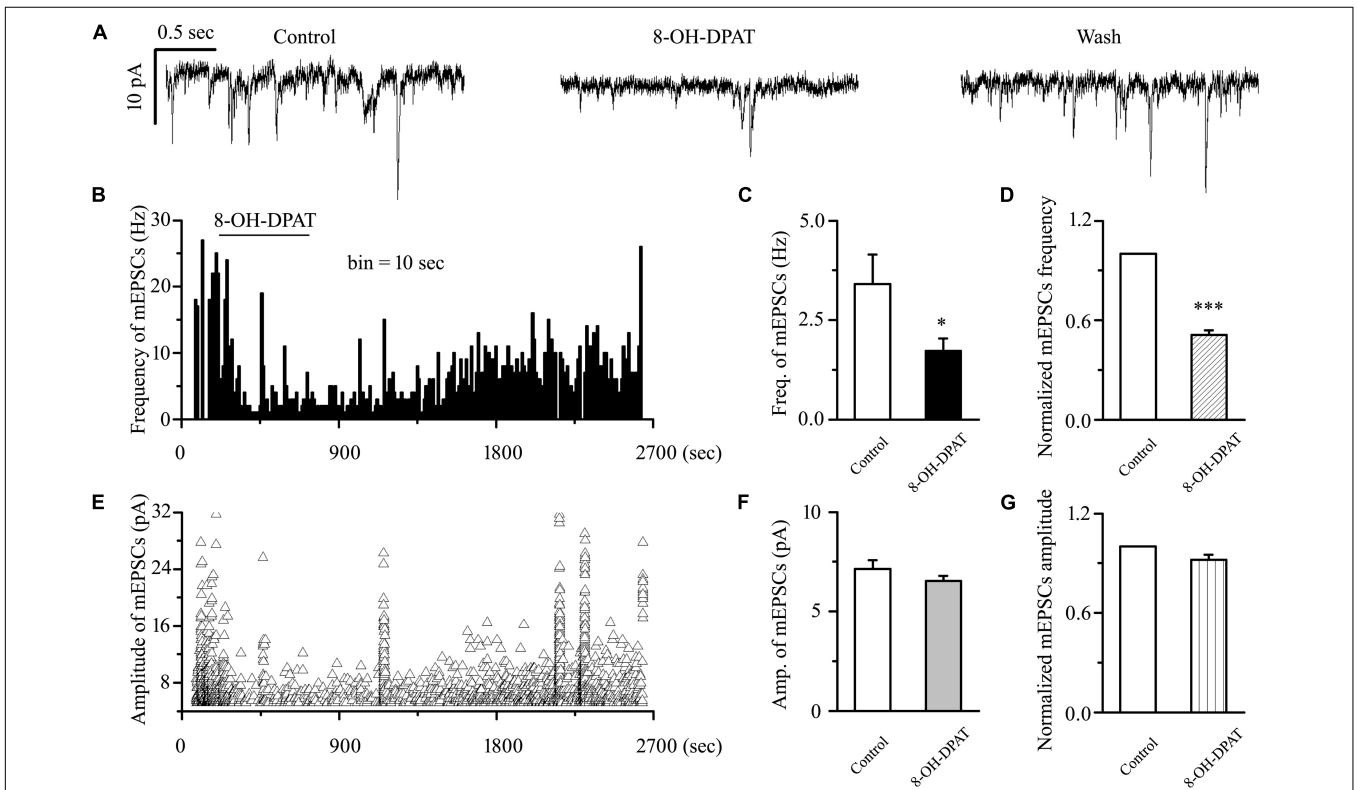 A
0.5 sec
Control
8-OH-DPAT
Wash
10 pA
B
Frequency of mEPSCs (Hz)
30
20
10
0
8-OH-DPAT
bin = 10 sec
0 900 1800 2700 (sec)
C
Freq. of mEPSCs (Hz)
5.0
2.5
0.0
*
Control
8-OH-DPAT
D
Normalized mEPSCs frequency
1.2
0.6
0.0
***
Control
8-OH-DPAT
E
Amplitude of mEPSCs (pA)
32
24
16
8
0 900 1800 2700 (sec)
F
Amp. of mEPSCs (pA)
10
5
0
Control
8-OH-DPAT
G
Normalized mEPSCs amplitude
1.2
0.6
0.0
Control
8-OH-DPAT